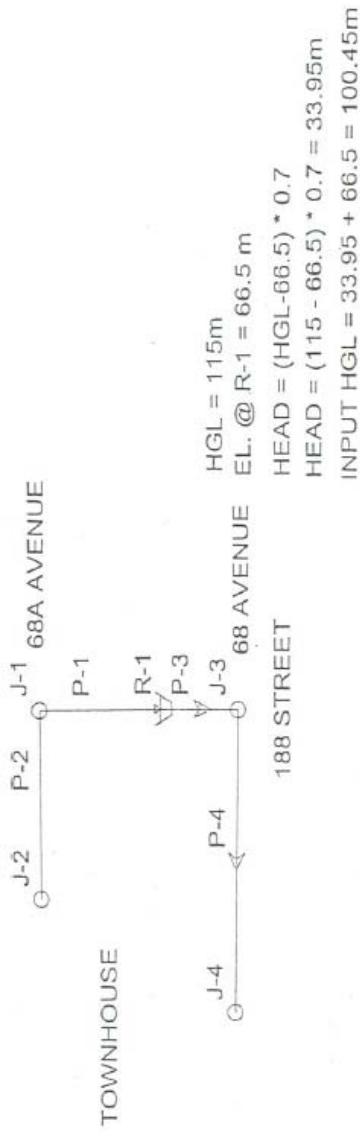 J-2
P-2
J-1
68A AVENUE
P-1
TOWNHOUSE
R-1
P-3
J-4
P-4
J-3
68 AVENUE
188 STREET
HGL = 115m
EL. @ R-1 = 66.5 m
HEAD = (HGL-66.5) * 0.7
HEAD = (115 - 66.5) * 0.7 = 33.95m
INPUT HGL = 33.95 + 66.5 = 100.45m